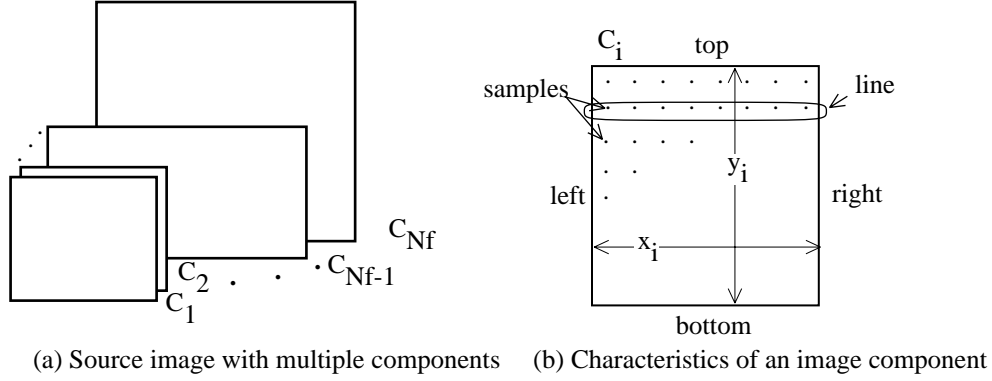 C_Nf
C_Nf-1
C_2
C_1
(a) Source image with multiple components
C_i
top
samples
line
y_i
left
right
x_i
bottom
(b) Characteristics of an image component